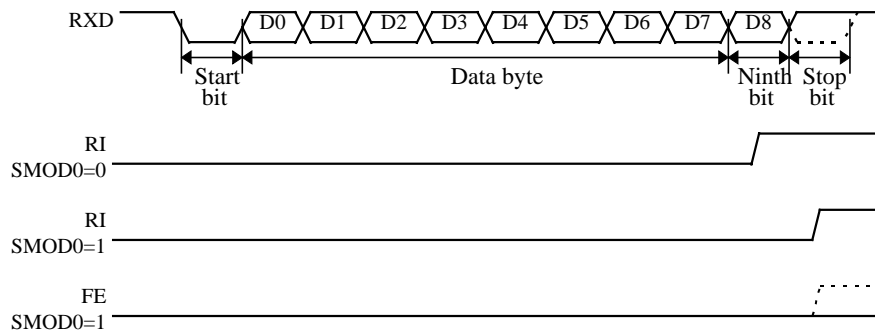 RXD D0 D1 D2 D3 D4 D5 D6 D7 D8
Start bit Data byte Ninth bit Stop bit
RI
SMOD0=0
RI
SMOD0=1
FE
SMOD0=1